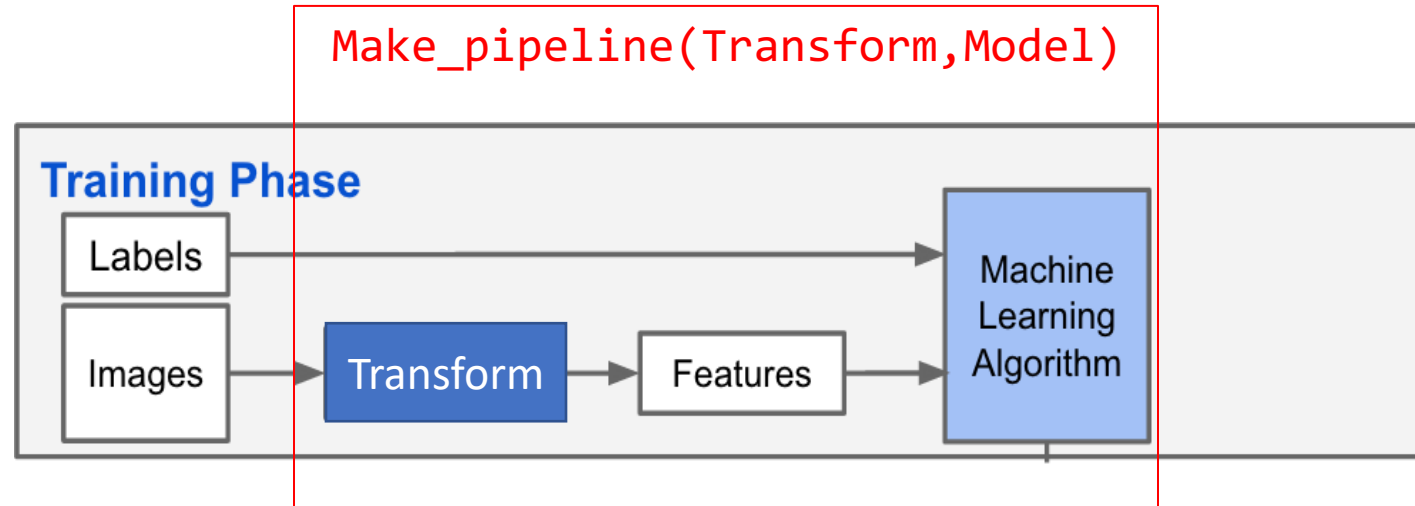 Make_pipeline(Transform,Model)
Training Phase
Labels
Images
Transform
Features
Machine
Learning
Algorithm